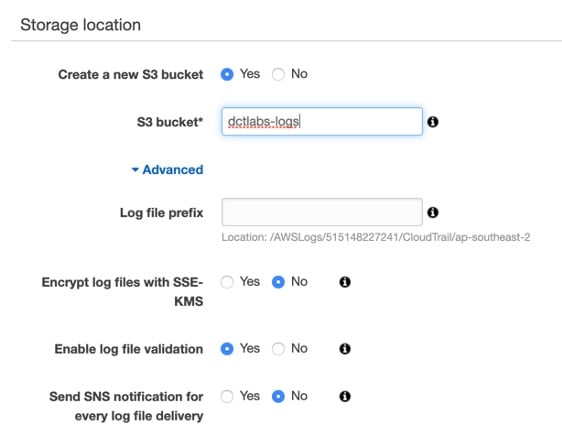 Storage location
Create a new S3 bucket Yes No
S3 bucket* dctlabs-logs
Advanced
Log file prefix
Location: /AWSLogs/515148227241/CloudTrail/ap-southeast-2
Encrypt log files with SSE-
KMS Yes No
Enable log file validation Yes No
Send SNS notification for
every log file delivery Yes No